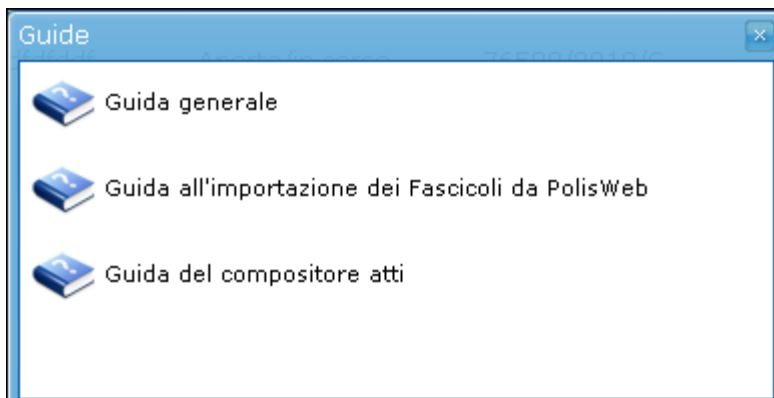 Guide
Guida generale
Guida all'importazione dei Fascicoli da PolisWeb
Guida del compositore atti